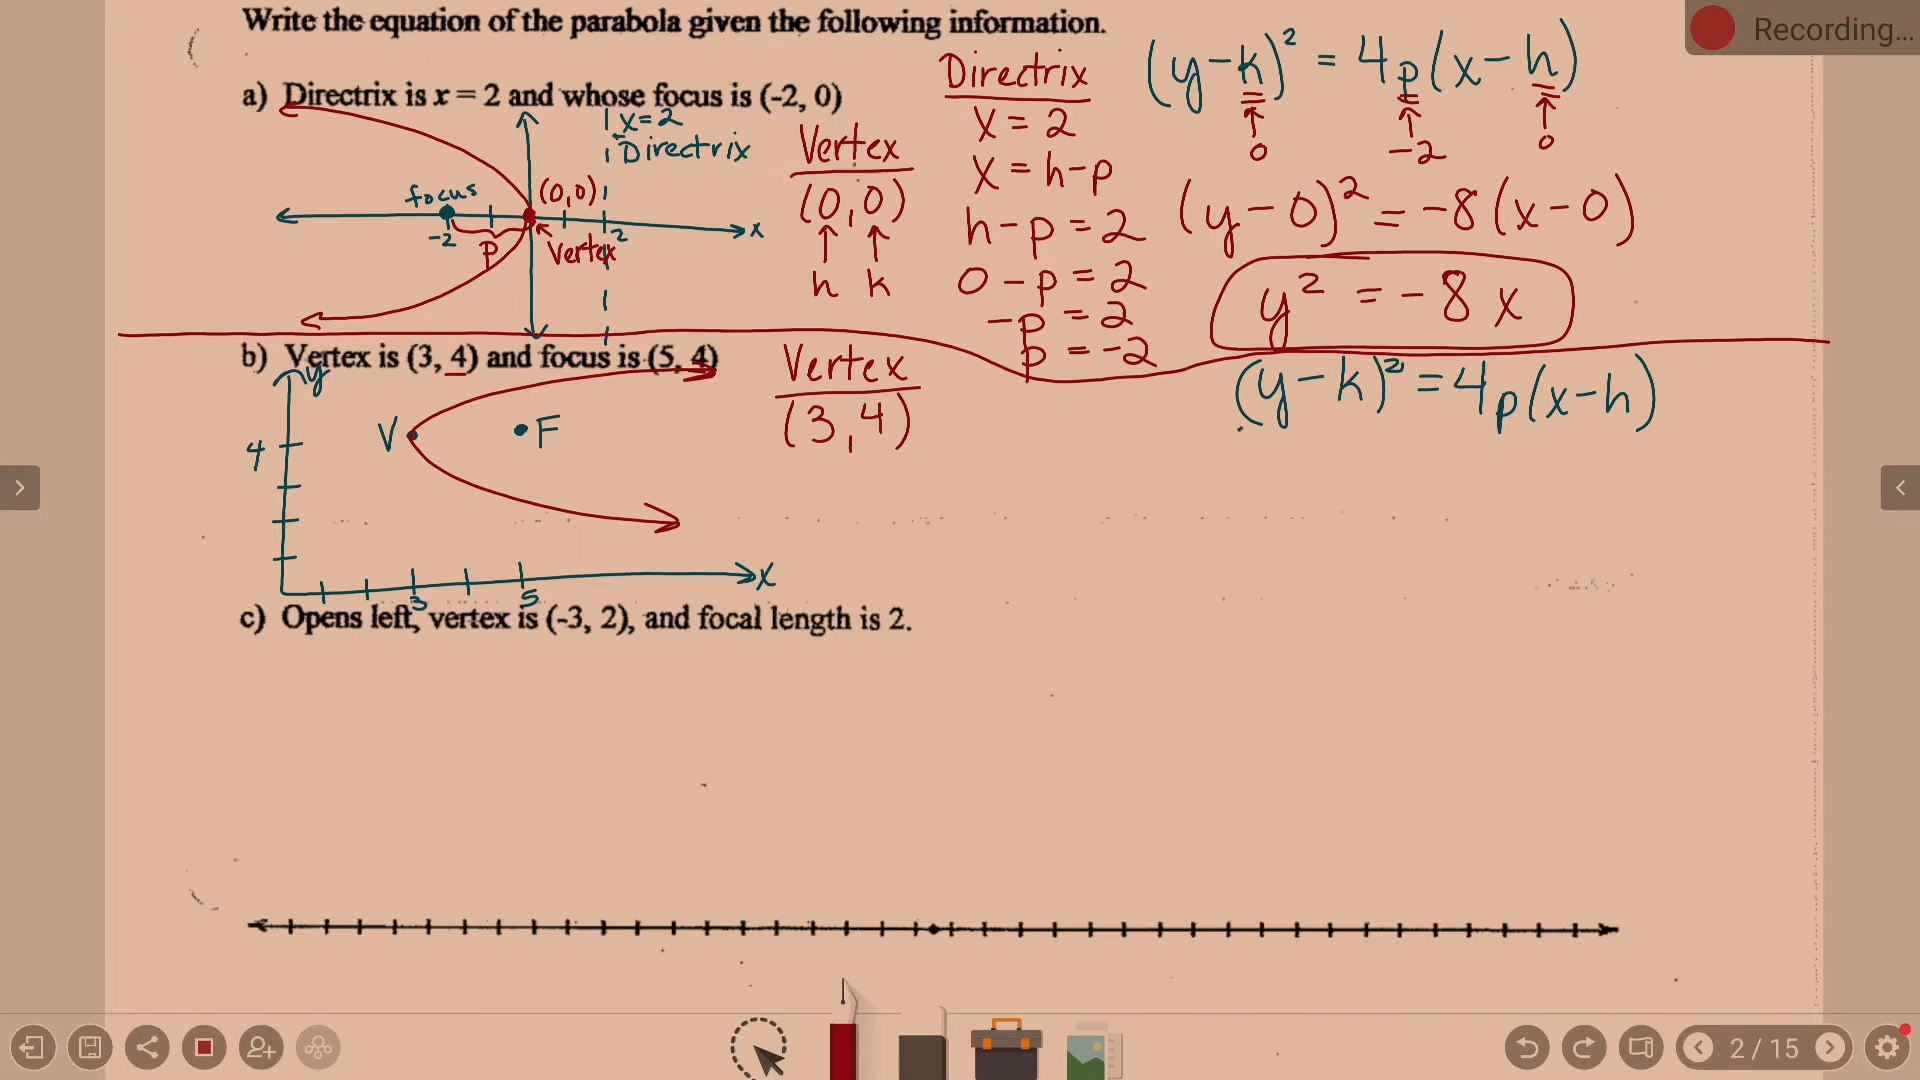 Write the equation of the parabola given the following information.
Recording...
a) Directrix is x = 2 and whose focus is (-2, 0)
x=2
Directrix
focus
(0,0)
-2
P
Vertex
2
x
Vertex
(0,0)
h k
Directrix
x = 2
x = h-p
h-p = 2
0-p = 2
-p = 2
p = -2
(y-k)² = 4p(x-h)
0 -2 0
(y-0)² = -8(x-0)
y² = -8x
b) Vertex is (3, 4) and focus is (5, 4)
y
4
V
F
3
5
x
Vertex
(3,4)
(y-k)² = 4p(x-h)
c) Opens left, vertex is (-3, 2), and focal length is 2.
2 / 15